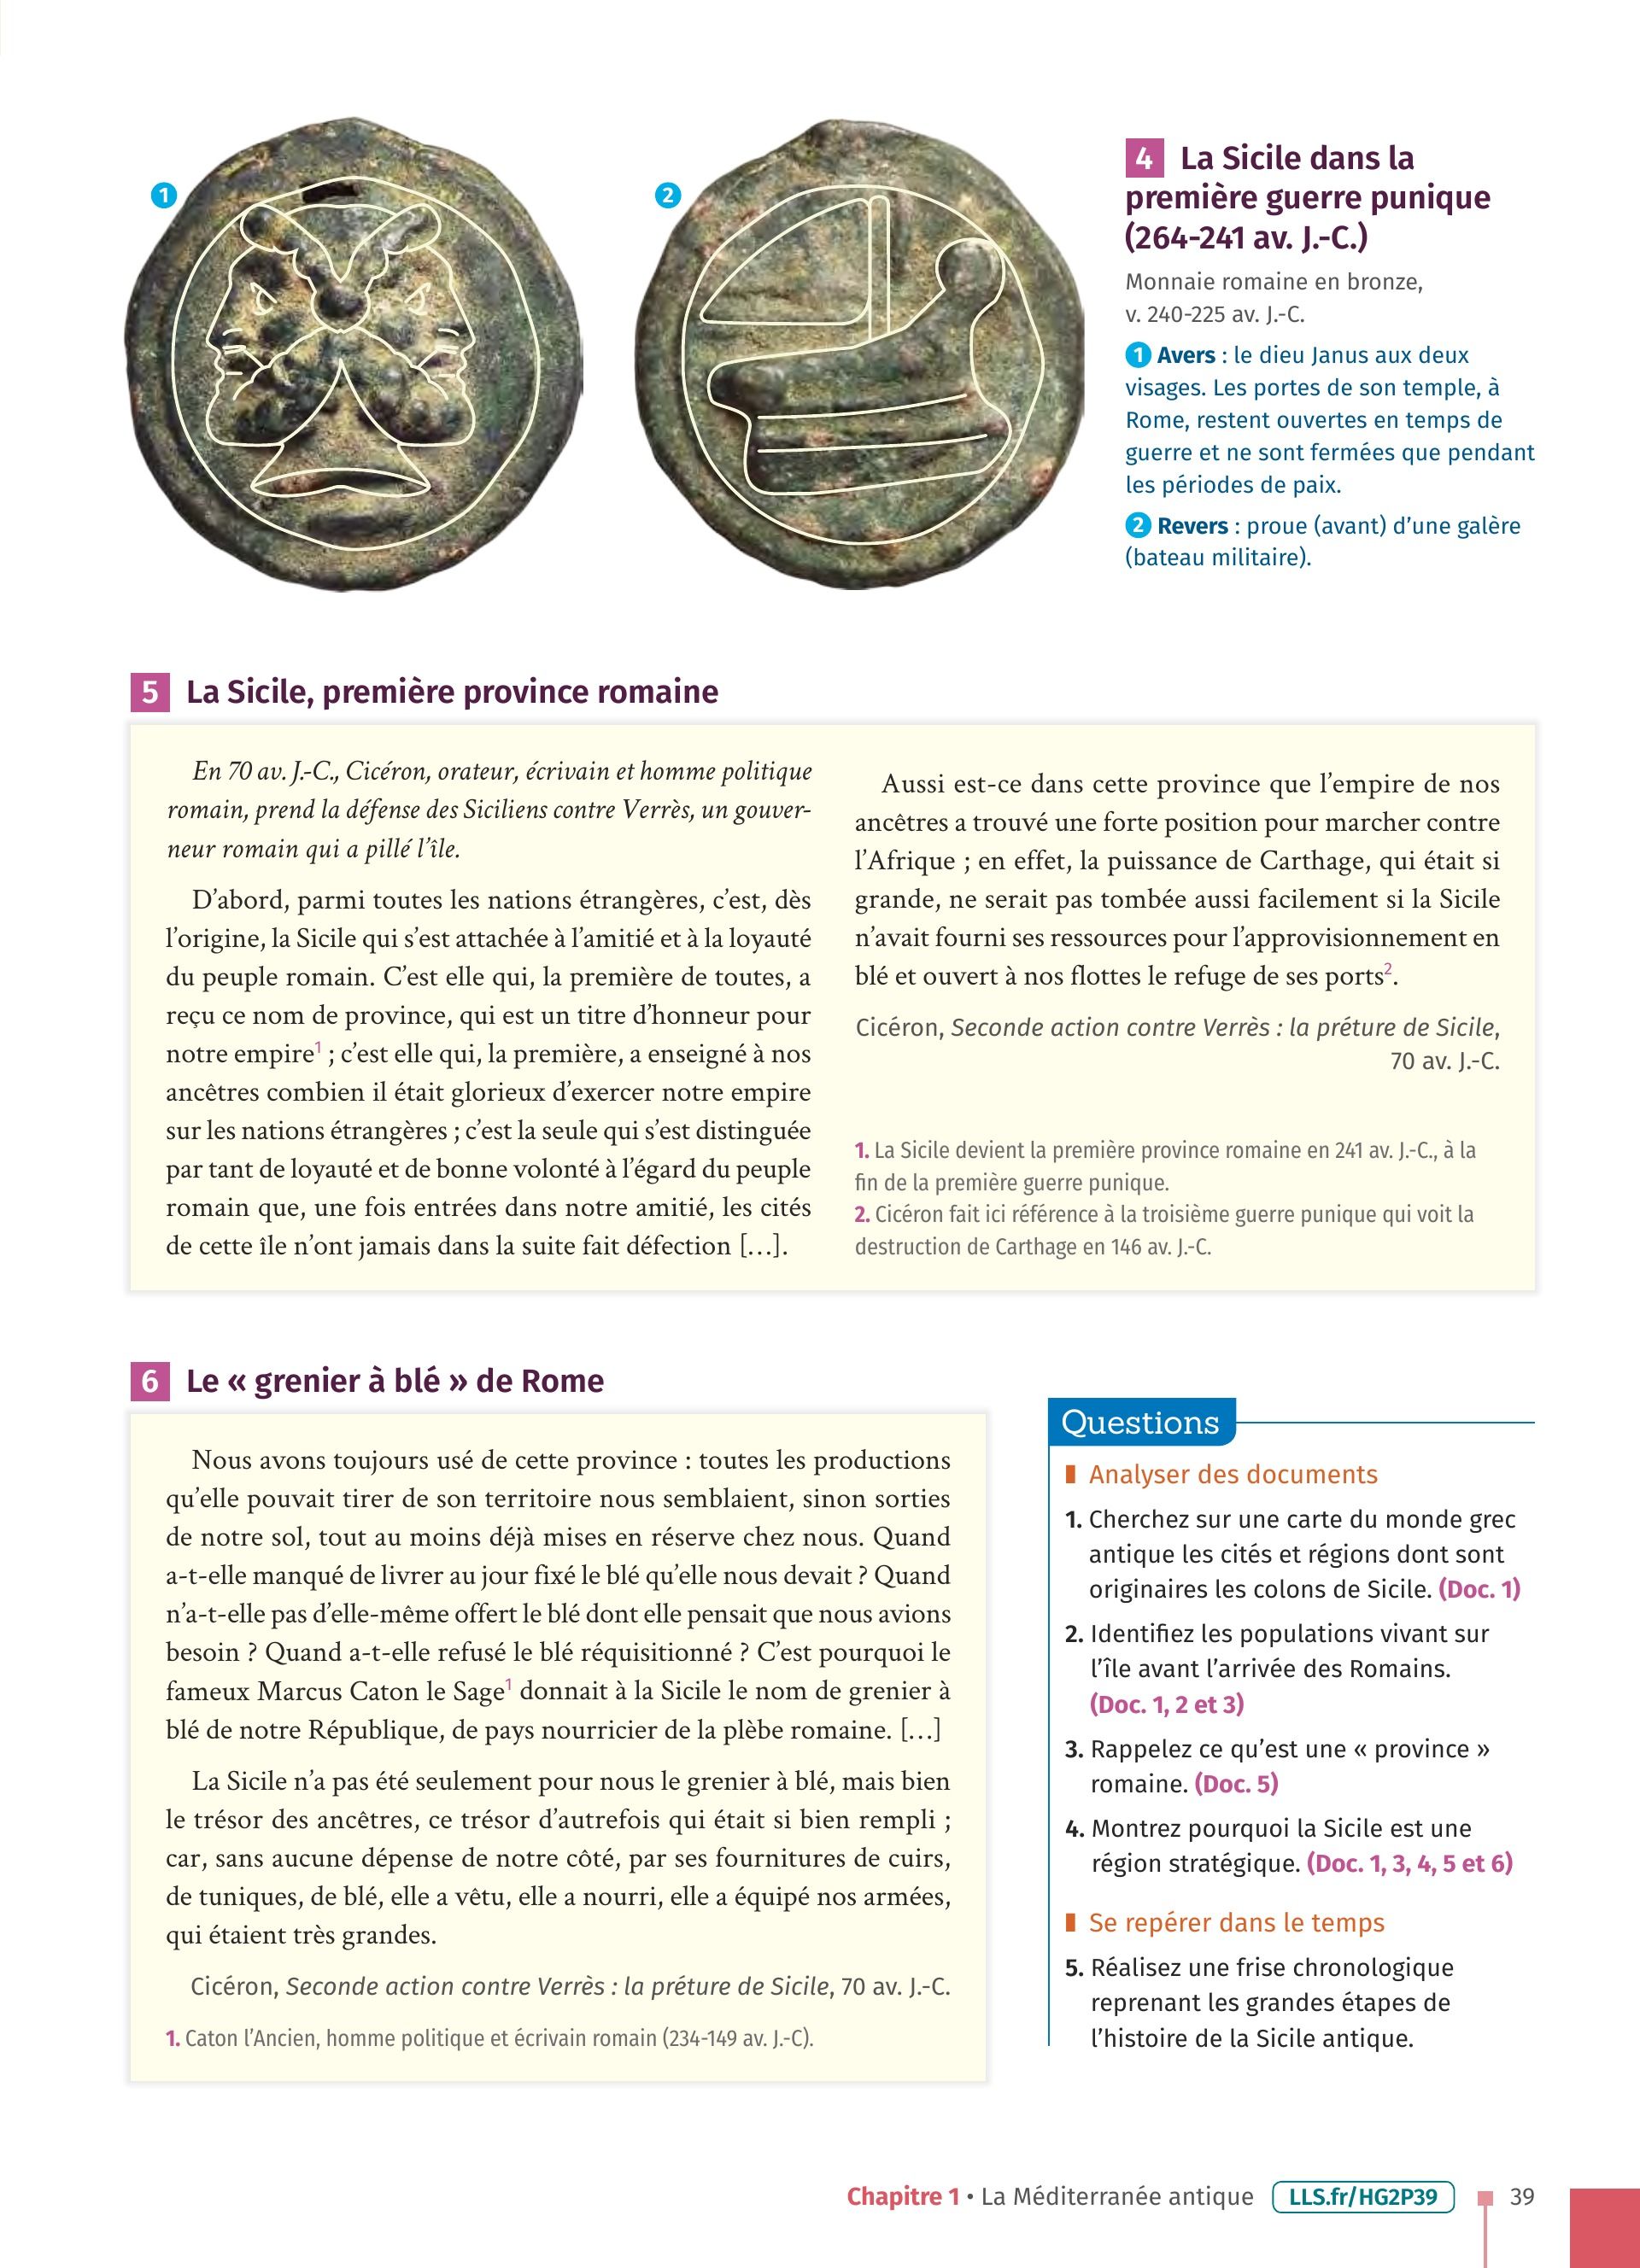 1
2
4 La Sicile dans la
première guerre punique
(264-241 av. J.-C.)
Monnaie romaine en bronze,
v. 240-225 av. J.-C.
1 Avers : le dieu Janus aux deux
visages. Les portes de son temple, à
Rome, restent ouvertes en temps de
guerre et ne sont fermées que pendant
les périodes de paix.
2 Revers : proue (avant) d’une galère
(bateau militaire).
5 La Sicile, première province romaine
En 70 av. J.-C., Cicéron, orateur, écrivain et homme politique
romain, prend la défense des Siciliens contre Verrès, un gouver-
neur romain qui a pillé l’île.
D’abord, parmi toutes les nations étrangères, c’est, dès
l’origine, la Sicile qui s’est attachée à l’amitié et à la loyauté
du peuple romain. C’est elle qui, la première de toutes, a
reçu ce nom de province, qui est un titre d’honneur pour
notre empire1 ; c’est elle qui, la première, a enseigné à nos
ancêtres combien il était glorieux d’exercer notre empire
sur les nations étrangères ; c’est la seule qui s’est distinguée
par tant de loyauté et de bonne volonté à l’égard du peuple
romain que, une fois entrées dans notre amitié, les cités
de cette île n’ont jamais dans la suite fait défection […].
Aussi est-ce dans cette province que l’empire de nos
ancêtres a trouvé une forte position pour marcher contre
l’Afrique ; en effet, la puissance de Carthage, qui était si
grande, ne serait pas tombée aussi facilement si la Sicile
n’avait fourni ses ressources pour l’approvisionnement en
blé et ouvert à nos flottes le refuge de ses ports2.
Cicéron, Seconde action contre Verrès : la préture de Sicile,
70 av. J.-C.
1. La Sicile devient la première province romaine en 241 av. J.-C., à la
fin de la première guerre punique.
2. Cicéron fait ici référence à la troisième guerre punique qui voit la
destruction de Carthage en 146 av. J.-C.
6 Le « grenier à blé » de Rome
Nous avons toujours usé de cette province : toutes les productions
qu’elle pouvait tirer de son territoire nous semblaient, sinon sorties
de notre sol, tout au moins déjà mises en réserve chez nous. Quand
a-t-elle manqué de livrer au jour fixé le blé qu’elle nous devait ? Quand
n’a-t-elle pas d’elle-même offert le blé dont elle pensait que nous avions
besoin ? Quand a-t-elle refusé le blé réquisitionné ? C’est pourquoi le
fameux Marcus Caton le Sage1 donnait à la Sicile le nom de grenier à
blé de notre République, de pays nourricier de la plèbe romaine. […]
La Sicile n’a pas été seulement pour nous le grenier à blé, mais bien
le trésor des ancêtres, ce trésor d’autrefois qui était si bien rempli ;
car, sans aucune dépense de notre côté, par ses fournitures de cuirs,
de tuniques, de blé, elle a vêtu, elle a nourri, elle a équipé nos armées,
qui étaient très grandes.
Cicéron, Seconde action contre Verrès : la préture de Sicile, 70 av. J.-C.
1. Caton l’Ancien, homme politique et écrivain romain (234-149 av. J.-C).
Questions
Analyser des documents
1. Cherchez sur une carte du monde grec
antique les cités et régions dont sont
originaires les colons de Sicile. (Doc. 1)
2. Identifiez les populations vivant sur
l’île avant l’arrivée des Romains.
(Doc. 1, 2 et 3)
3. Rappelez ce qu’est une « province »
romaine. (Doc. 5)
4. Montrez pourquoi la Sicile est une
région stratégique. (Doc. 1, 3, 4, 5 et 6)
Se repérer dans le temps
5. Réalisez une frise chronologique
reprenant les grandes étapes de
l’histoire de la Sicile antique.
Chapitre 1 • La Méditerranée antique LLS.fr/HG2P39 39